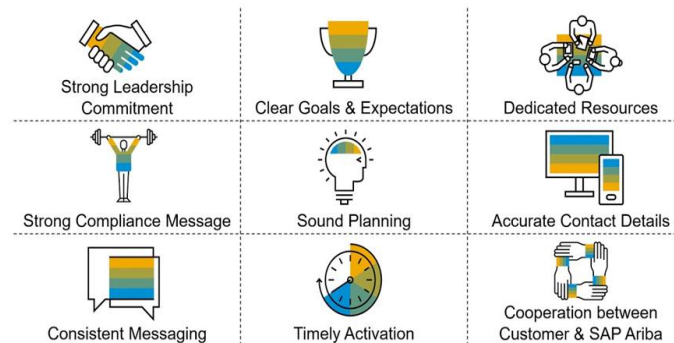 Strong Leadership
Commitment
Clear Goals & Expectations
Dedicated Resources
Strong Compliance Message
Sound Planning
Accurate Contact Details
Consistent Messaging
Timely Activation
Cooperation between
Customer & SAP Ariba